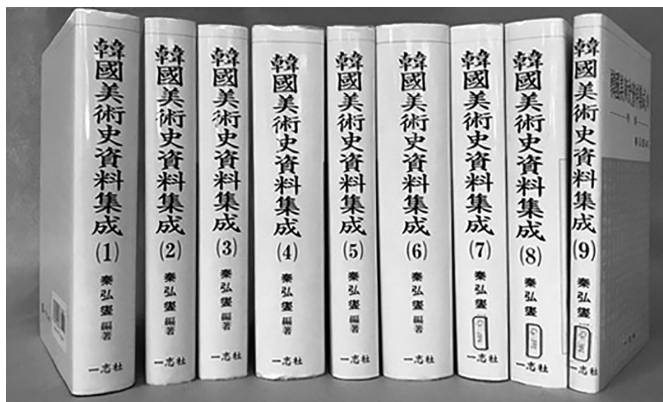 韓國美術史資料集成 (1) 秦弘燮 編著 一志社
韓國美術史資料集成 (2) 秦弘燮 編著 一志社
韓國美術史資料集成 (3) 秦弘燮 編著 一志社
韓國美術史資料集成 (4) 秦弘燮 編著 一志社
韓國美術史資料集成 (5) 秦弘燮 編著 一志社
韓國美術史資料集成 (6) 秦弘燮 編著 一志社
韓國美術史資料集成 (7) 秦弘燮 一志社
韓國美術史資料集成 (8) 秦弘燮 一志社
韓國美術史資料集成 (9) 秦弘燮 一志社